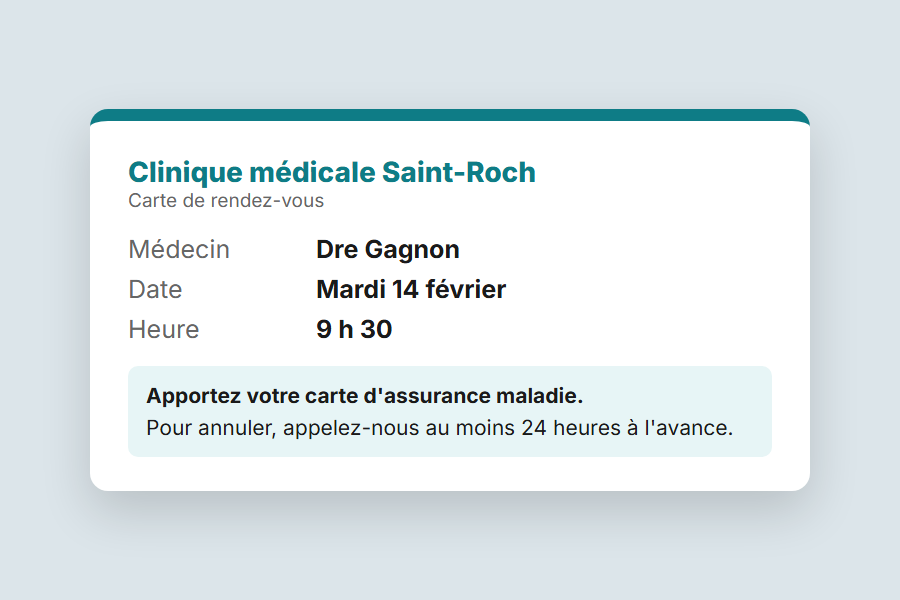 Clinique médicale Saint-Roch
Carte de rendez-vous
Médecin Dre Gagnon
Date Mardi 14 février
Heure 9 h 30
Apportez votre carte d'assurance maladie.
Pour annuler, appelez-nous au moins 24 heures à l'avance.